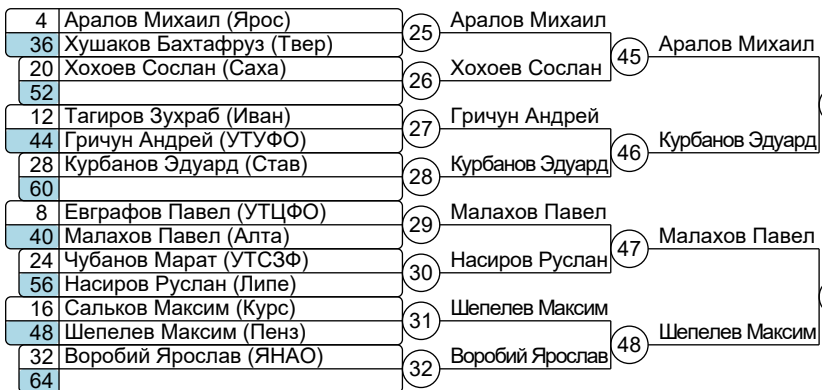 4 Аралов Михаил (Ярос)
36 Хушаков Бахтафруз (Твер)
20 Хохоев Сослан (Саха)
52
12 Тагиров Зухраб (Иван)
44 Гричун Андрей (УТУФО)
28 Курбанов Эдуард (Став)
60
8 Евграфов Павел (УТЦФО)
40 Малахов Павел (Алта)
24 Чубанов Марат (УТСЗФ)
56 Насиров Руслан (Липе)
16 Сальков Максим (Курс)
48 Шепелев Максим (Пенз)
32 Воробий Ярослав (ЯНАО)
64
25 Аралов Михаил
26 Хохоев Сослан
27 Гричун Андрей
28 Курбанов Эдуард
29 Малахов Павел
30 Насиров Руслан
31 Шепелев Максим
32 Воробий Ярослав
45 Аралов Михаил
46 Курбанов Эдуард
47 Малахов Павел
48 Шепелев Максим